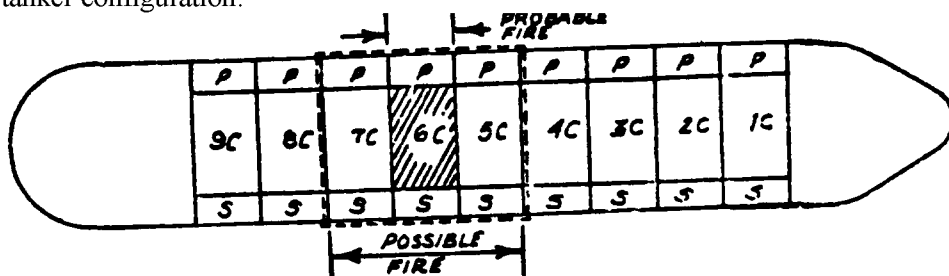 tanker configuration.
PROBABLE
FIRE
P P P P P P P P P
9C 8C 7C 6C 5C 4C 3C 2C 1C
S S S S S S S S S
POSSIBLE
FIRE